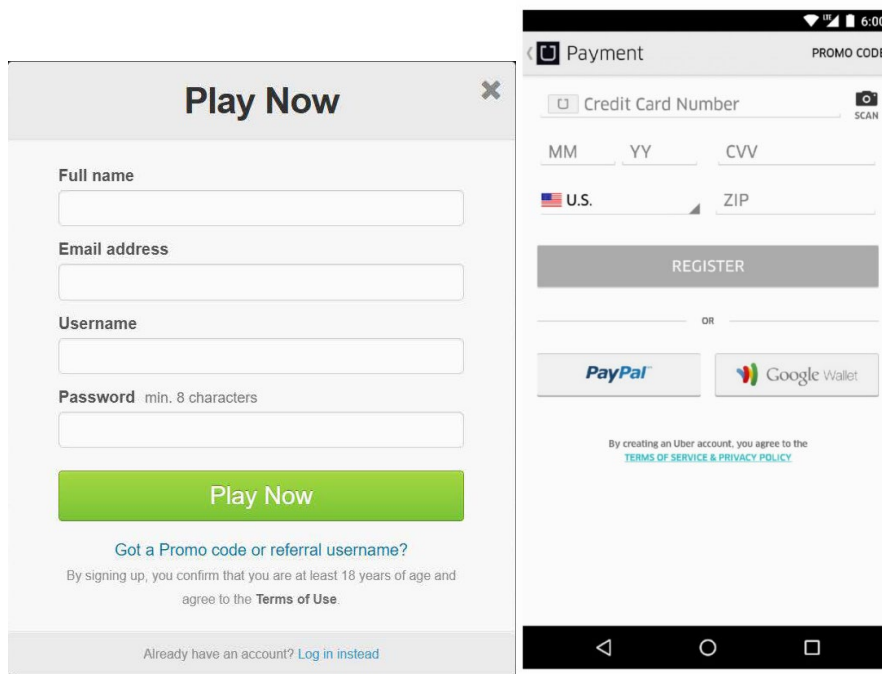 Play Now
Full name
Email address
Username
Password min. 8 characters
Play Now
Got a Promo code or referral username?
By signing up, you confirm that you are at least 18 years of age and
agree to the Terms of Use.
Already have an account? Log in instead
LTE 6:00
Payment PROMO CODE
Credit Card Number
SCAN
MM YY CVV
U.S. ZIP
REGISTER
OR
PayPal Google Wallet
By creating an Uber account, you agree to the
TERMS OF SERVICE & PRIVACY POLICY